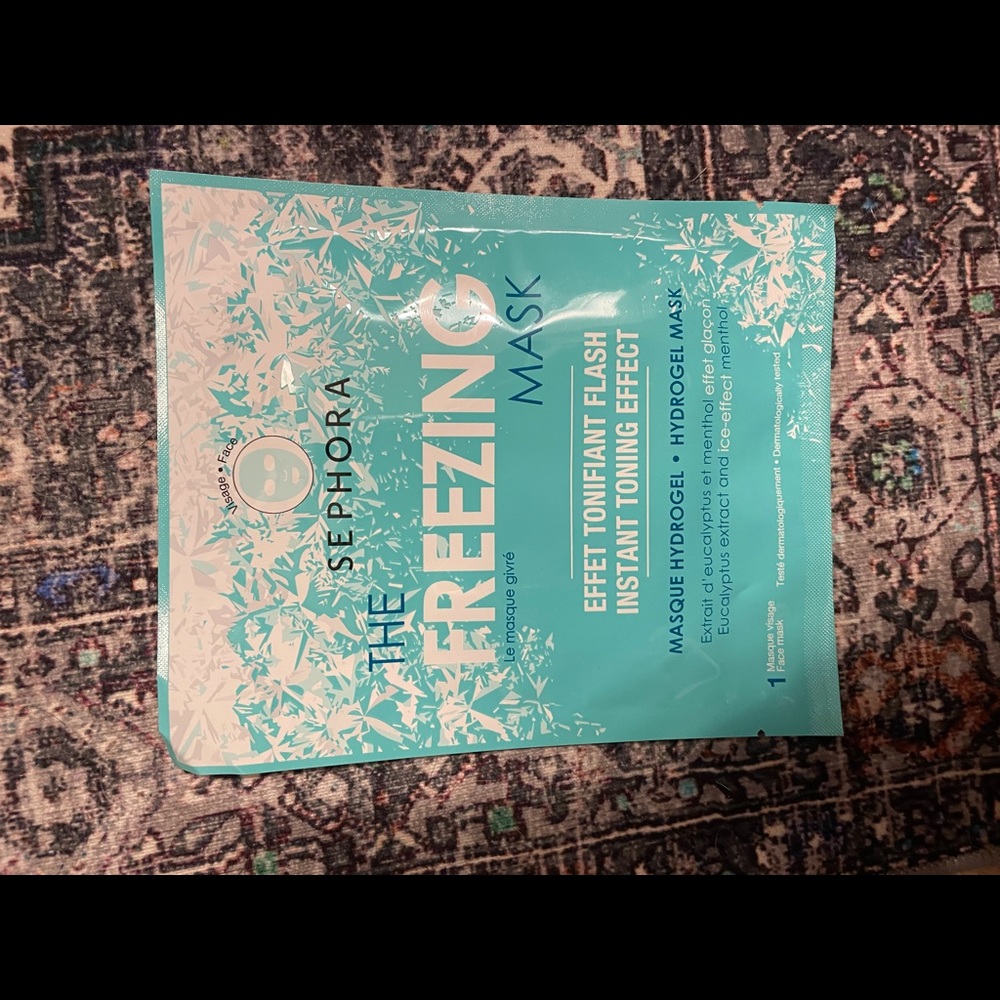 Visage • Face
SEPHORA
THE
FREEZING
Le masque givré
MASK
EFFET TONIFIANT FLASH
INSTANT TONING EFFECT
MASQUE HYDROGEL • HYDROGEL MASK
Extrait d'eucalyptus et menthol effet glaçon
Eucalyptus extract and ice-effect menthol
1 Masque visage
Face mask
Testé dermatologiquement • Dermatologically tested